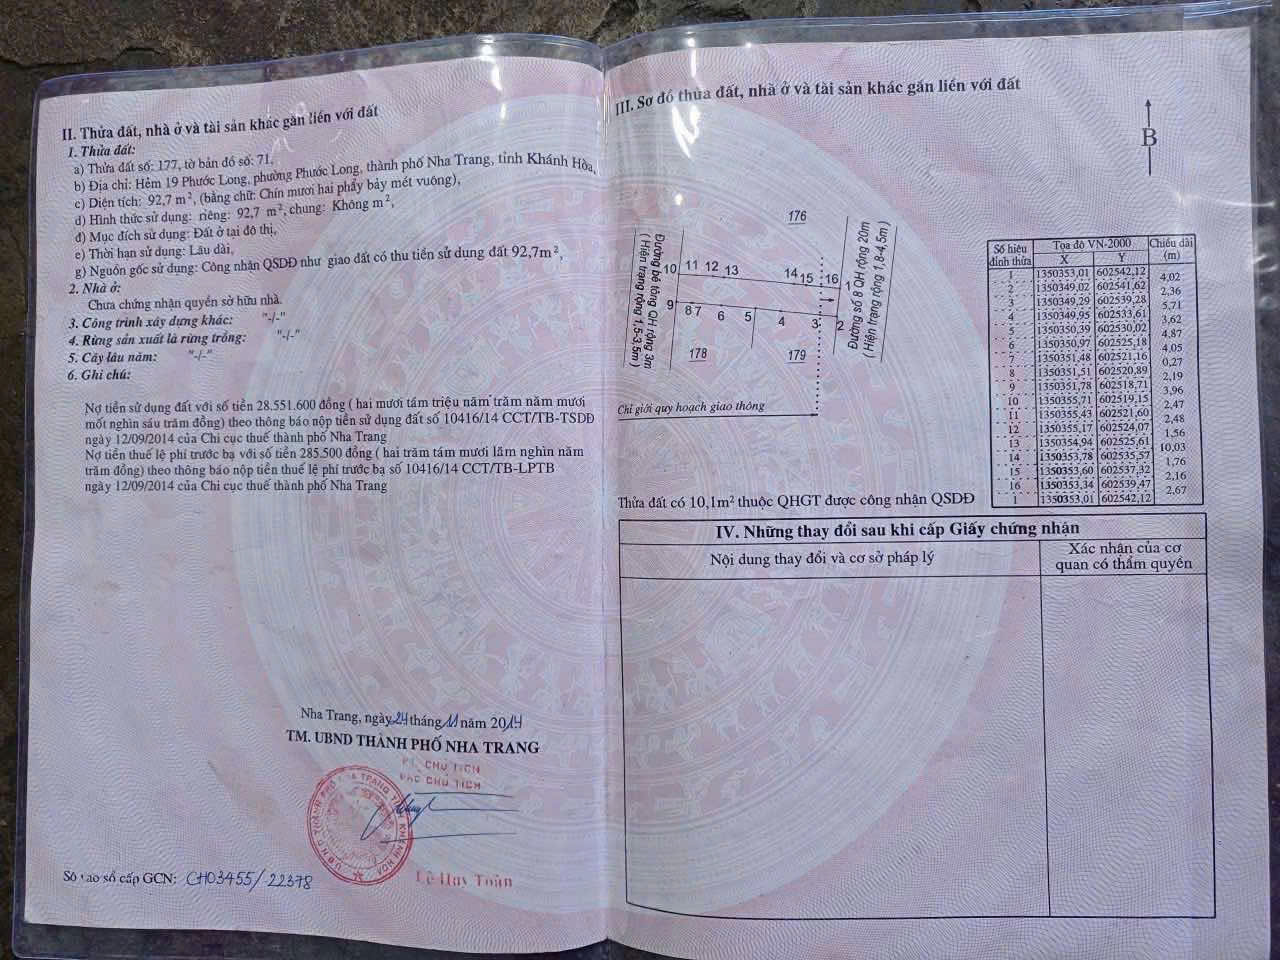 II. Thửa đất, nhà ở và tài sản khác gắn liền với đất
1. Thửa đất:
a) Thửa đất số: 177, tờ bản đồ số: 71,
b) Địa chỉ: Hẻm 19 Phước Long, phường Phước Long, thành phố Nha Trang, tỉnh Khánh Hòa,
c) Diện tích: 92,7 m², (bằng chữ: Chín mươi hai phẩy bảy mét vuông),
d) Hình thức sử dụng: riêng: 92,7 m², chung: Không m²,
đ) Mục đích sử dụng: Đất ở tại đô thị,
e) Thời hạn sử dụng: Lâu dài,
g) Nguồn gốc sử dụng: Công nhận QSDĐ như giao đất có thu tiền sử dụng đất 92,7m²,
2. Nhà ở:
Chưa chứng nhận quyền sở hữu nhà.
3. Công trình xây dựng khác: "-/-"
4. Rừng sản xuất là rừng trồng: "-/-"
5. Cây lâu năm: "-/-"
6. Ghi chú:
Nợ tiền sử dụng đất với số tiền 28.551.600 đồng ( hai mươi tám triệu năm trăm năm mươi
mốt nghìn sáu trăm đồng) theo thông báo nộp tiền sử dụng đất số 10416/14 CCT/TB-TSDĐ
ngày 12/09/2014 của Chi cục thuế thành phố Nha Trang
Nợ tiền thuế lệ phí trước bạ với số tiền 285.500 đồng ( hai trăm tám mươi lăm nghìn năm
trăm đồng) theo thông báo nộp tiền thuế lệ phí trước bạ số 10416/14 CCT/TB-LPTB
ngày 12/09/2014 của Chi cục thuế thành phố Nha Trang
Nha Trang, ngày 24 tháng 11 năm 2014
TM. UBND THÀNH PHỐ NHA TRANG
CHỦ TỊCH
CHỦ TỊCH
Lê Huy Toàn
Số vào sổ cấp GCN: CH03455/22378
III. Sơ đồ thửa đất, nhà ở và tài sản khác gắn liền với đất
B
176
Đường bê tông QH rộng 3m
( Hiện trạng rộng 1,5-3,5m )
10 11 12 13 14 15 16 1
9 8 7 6 5 4 3 2
Đường số 8 QH rộng 20m
( Hiện trạng rộng 1,8-4,5m )
178 179
Chỉ giới quy hoạch giao thông
Thửa đất có 10,1m² thuộc QHGT được công nhận QSDĐ
Số hiệu đỉnh thửa Tọa độ VN-2000 Chiều dài (m)
X Y
1 1350353,01 602542,12
4,02
2 1350349,02 602541,62
2,36
3 1350349,29 602539,28
5,71
4 1350349,95 602533,61
3,62
5 1350350,39 602530,02
4,87
6 1350350,97 602525,18
4,05
7 1350351,48 602521,16
0,27
8 1350351,51 602520,89
2,19
9 1350351,78 602518,71
3,96
10 1350355,71 602519,15
2,47
11 1350355,43 602521,60
2,48
12 1350355,17 602524,07
1,56
13 1350354,94 602525,61
10,03
14 1350353,78 602535,57
1,76
15 1350353,60 602537,32
2,16
16 1350353,34 602539,47
2,67
1 1350353,01 602542,12
IV. Những thay đổi sau khi cấp Giấy chứng nhận
Nội dung thay đổi và cơ sở pháp lý
Xác nhận của cơ
quan có thẩm quyền